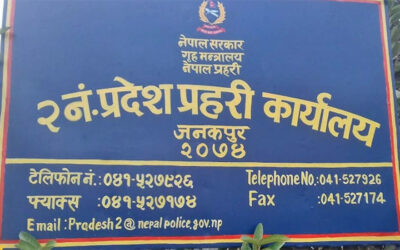 नेपाल सरकार
गृह मन्त्रालय
नेपाल प्रहरी
२ नं. प्रदेश प्रहरी कार्यालय
जनकपुर
२०७४
टेलिफोन नं. : ०४१-५२७९२६ Telephone No.: 041-527926
फ्याक्स : ०४१-५२७१७४ Fax : 041-527174
Email : Pradesh2@nepalpolice.gov.np